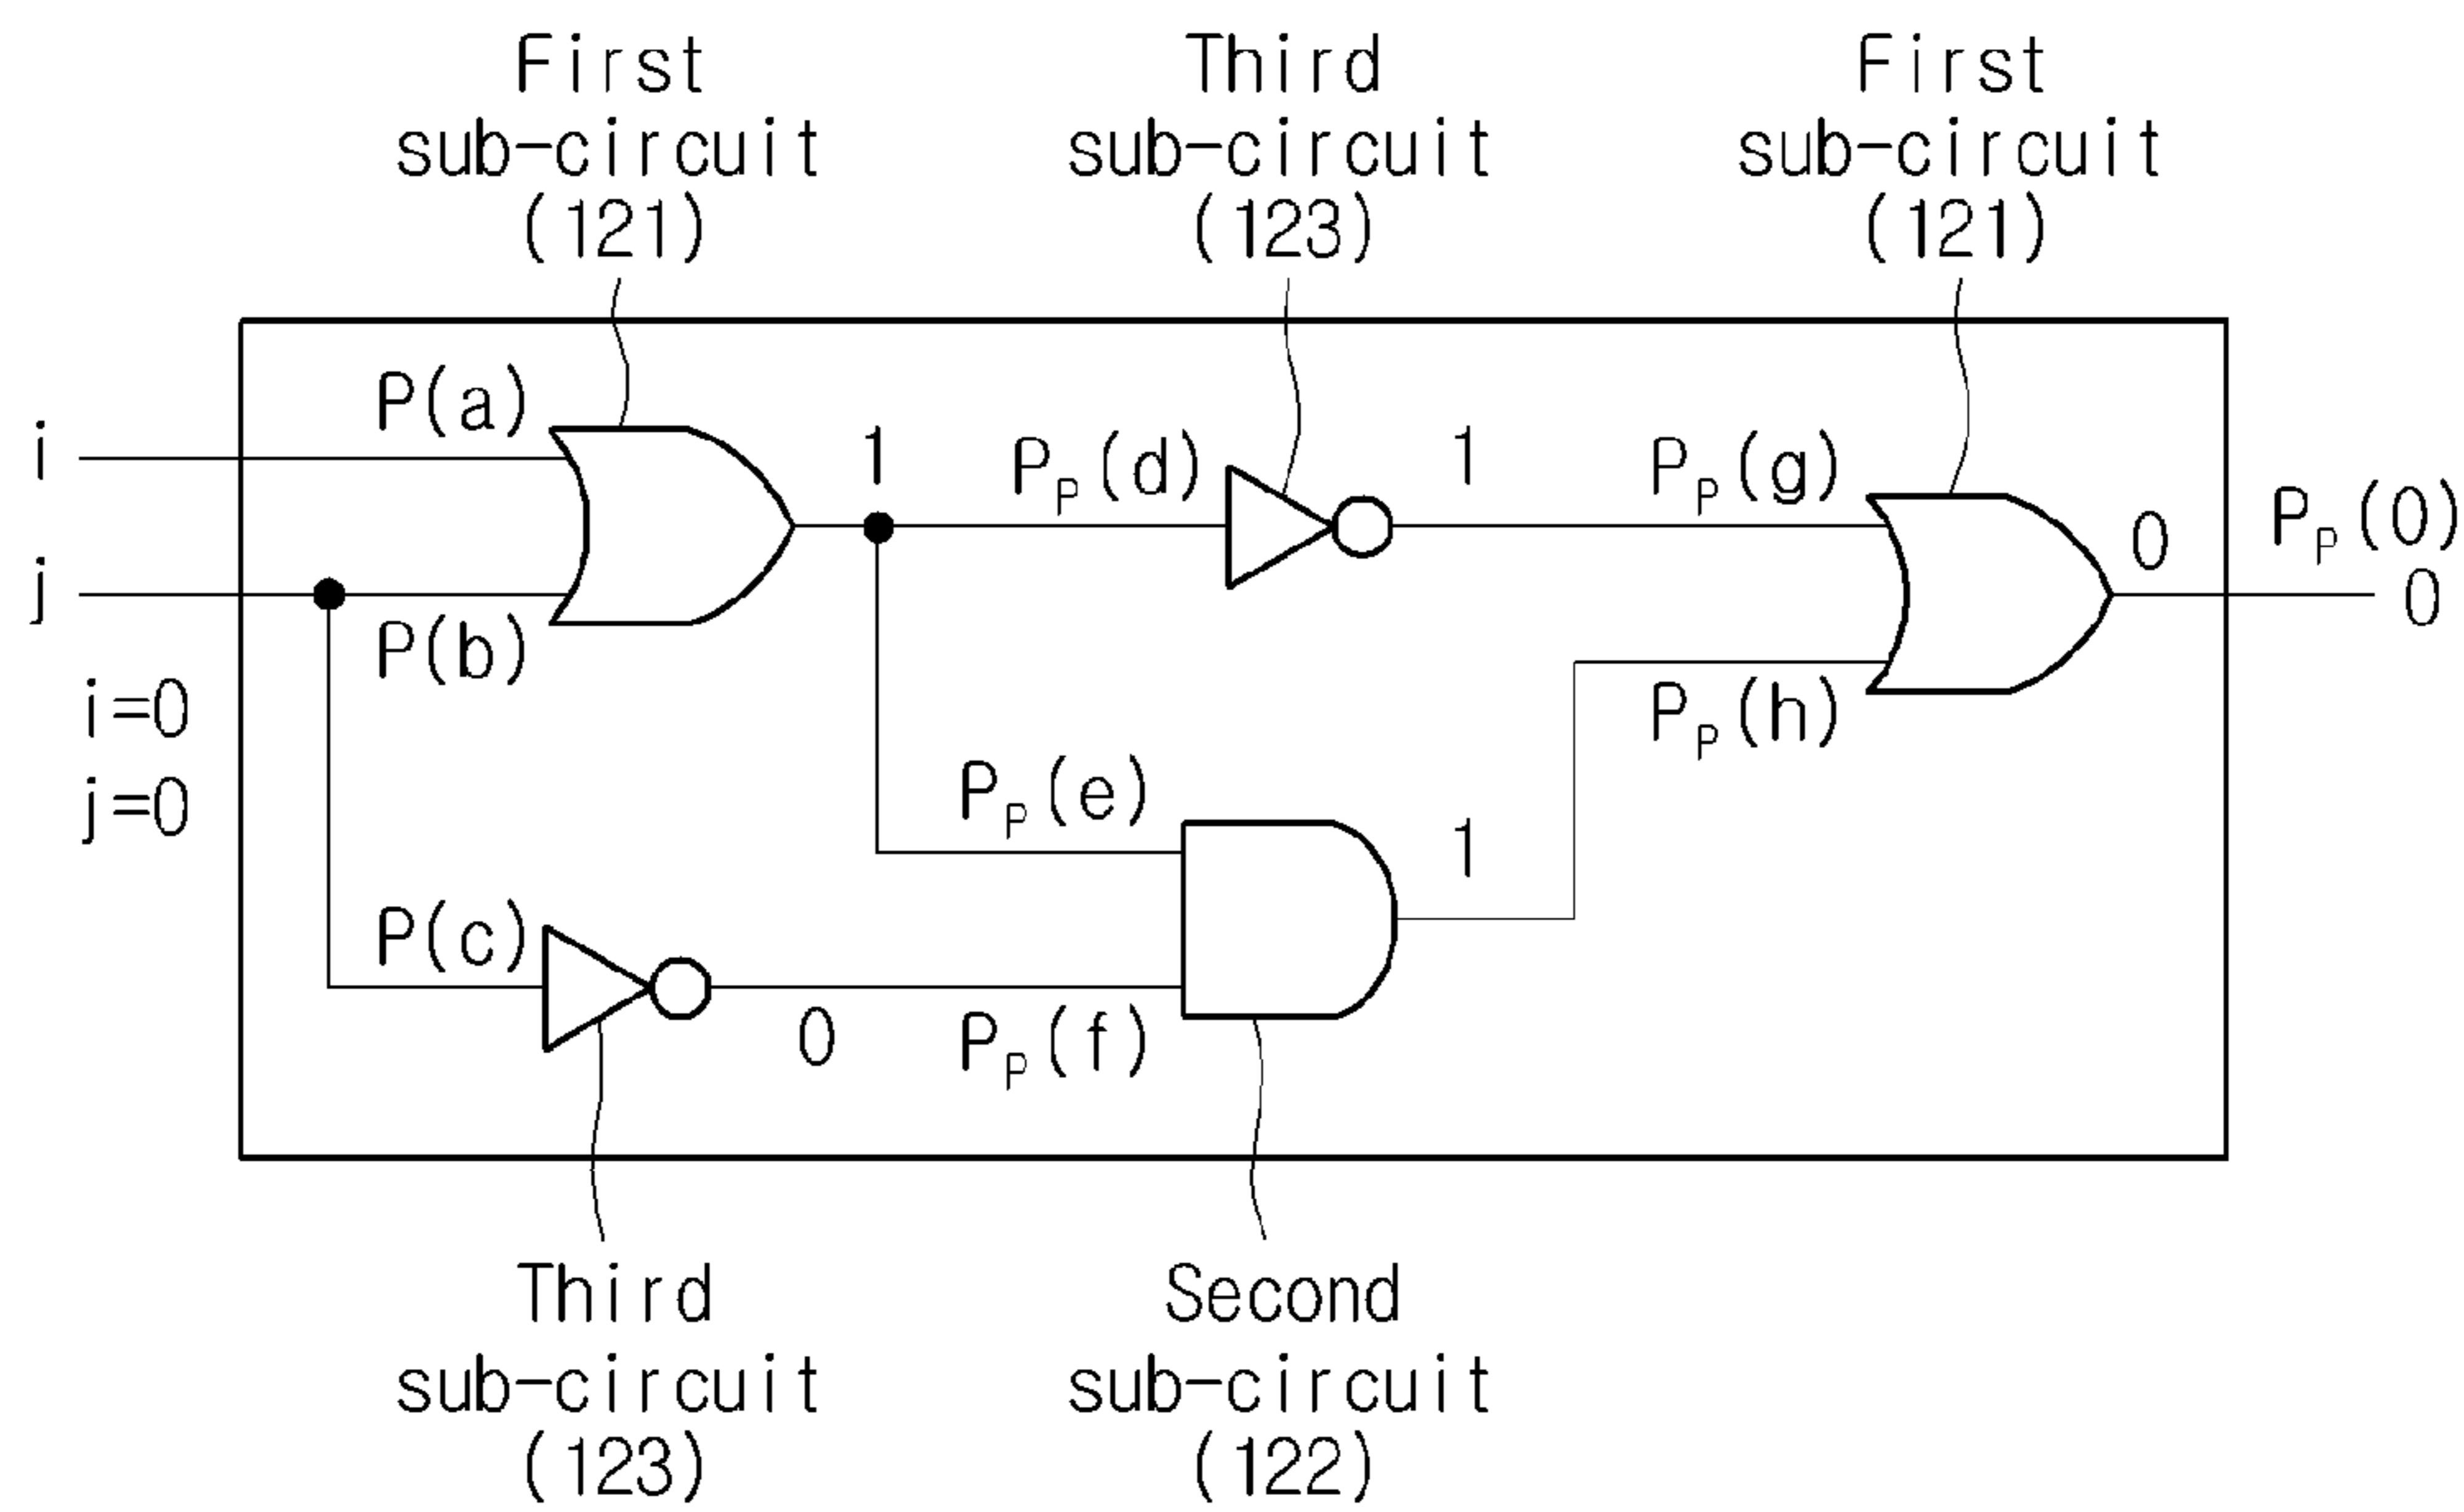 First
sub-circuit
(121)
Third
sub-circuit
(123)
First
sub-circuit
(121)
i
P(a)
1
P_P(d)
1
P_P(g)
0
P_P(0)
0
j
P(b)
P_P(h)
i=0
j=0
P_P(e)
1
P(c)
0
P_P(f)
Third
sub-circuit
(123)
Second
sub-circuit
(122)